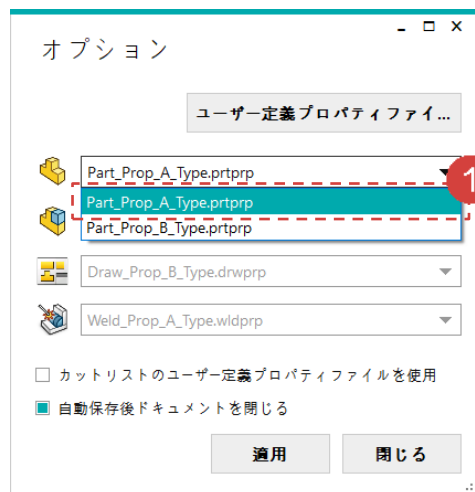 オプション
ユーザー定義プロパティファイ...
Part_Prop_A_Type.prtprp
1
Part_Prop_A_Type.prtprp
Part_Prop_B_Type.prtprp
Draw_Prop_B_Type.drwprp
Weld_Prop_A_Type.wldprp
カットリストのユーザー定義プロパティファイルを使用
自動保存後ドキュメントを閉じる
適用 閉じる